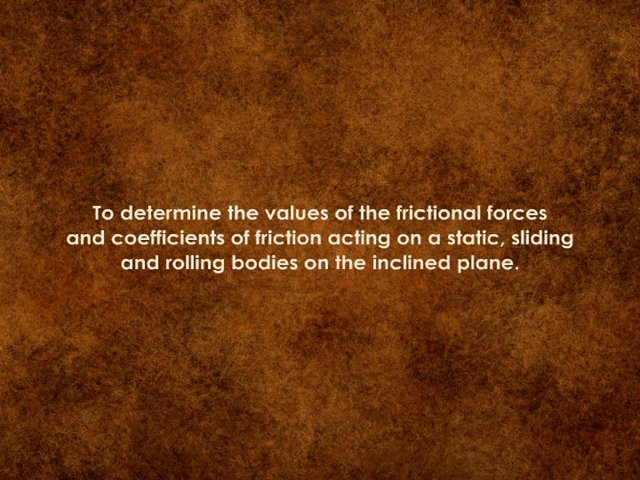 To determine the values of the frictional forces
and coefficients of friction acting on a static, sliding
and rolling bodies on the inclined plane.